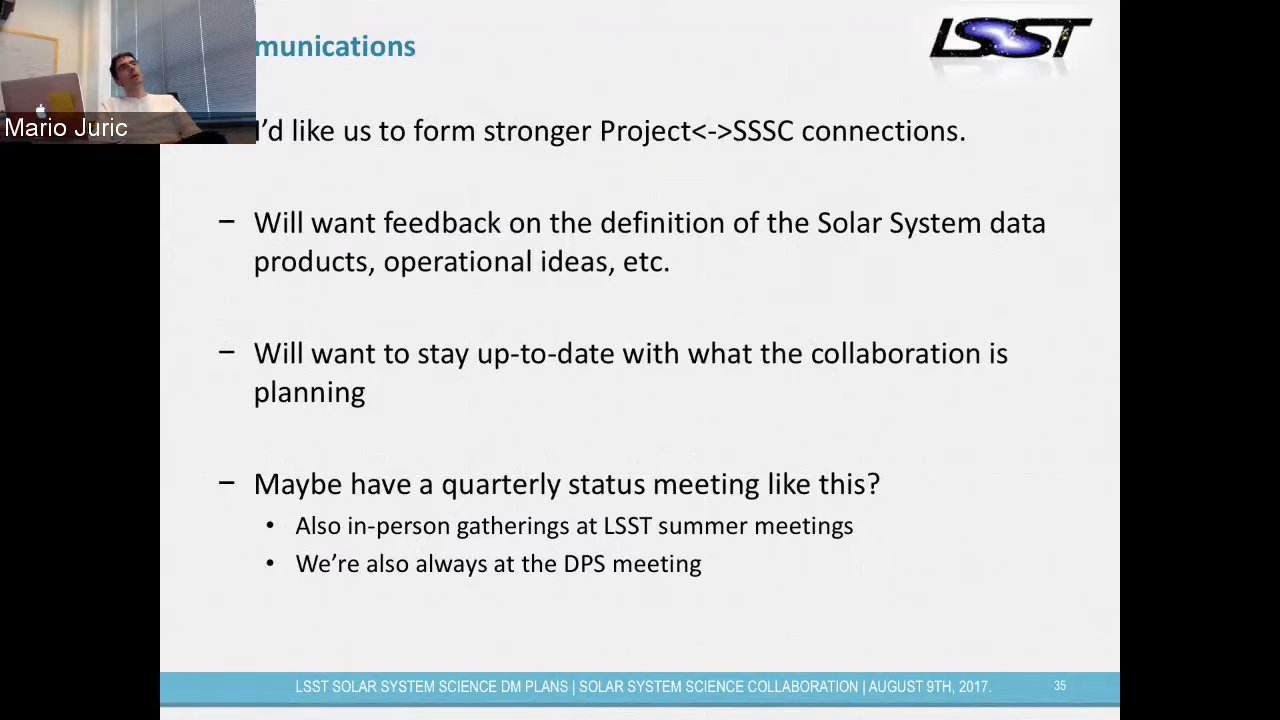 munications
LSST
Mario Juric
I’d like us to form stronger Project<->SSSC connections.
– Will want feedback on the definition of the Solar System data
products, operational ideas, etc.
– Will want to stay up-to-date with what the collaboration is
planning
– Maybe have a quarterly status meeting like this?
• Also in-person gatherings at LSST summer meetings
• We’re also always at the DPS meeting
LSST SOLAR SYSTEM SCIENCE DM PLANS | SOLAR SYSTEM SCIENCE COLLABORATION | AUGUST 9TH, 2017.
35